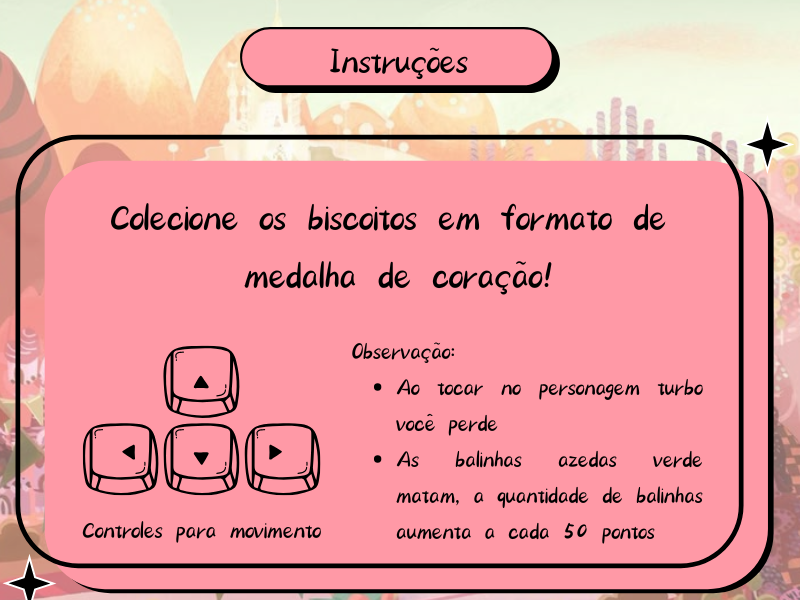 Instruções
Colecione os biscoitos em formato de
medalha de coração!
Observação:
• Ao tocar no personagem turbo
você perde
• As balinhas azedas verde
matam, a quantidade de balinhas
aumenta a cada 50 pontos
Controles para movimento